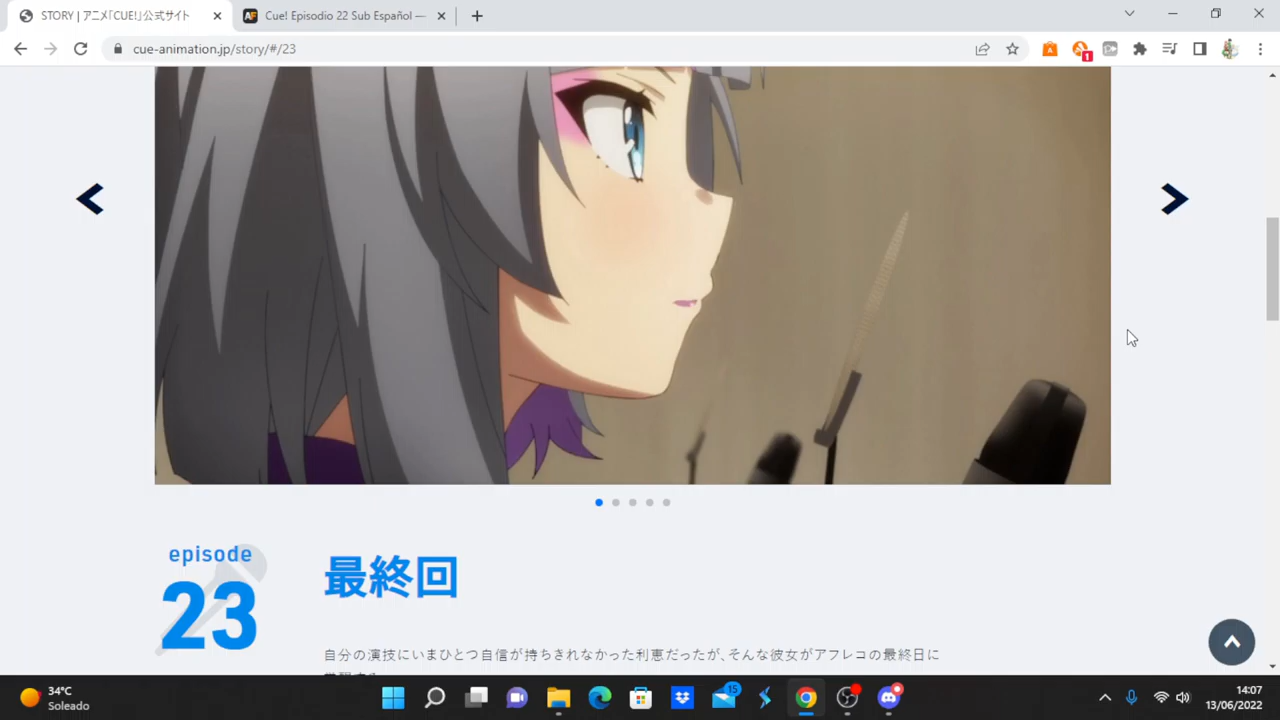 STORY | アニメ「CUE!」公式サイト
Cue! Episodio 22 Sub Español —
cue-animation.jp/story/#/23
1
episode
23
最終回
自分の演技にいまひとつ自信が持ちきれなかった利恵だったが、そんな彼女がアフレコの最終日に
34°C
Soleado
15
14:07
13/06/2022